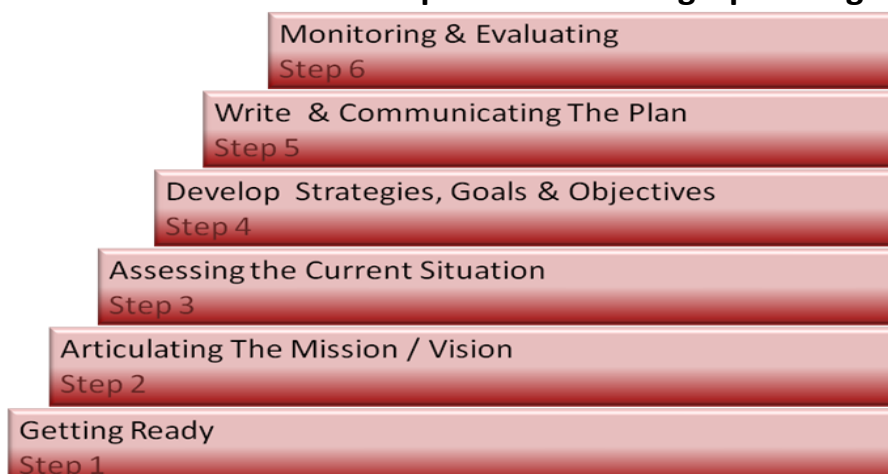 Monitoring & Evaluating
Step 6
Write & Communicating The Plan
Step 5
Develop Strategies, Goals & Objectives
Step 4
Assessing the Current Situation
Step 3
Articulating The Mission / Vision
Step 2
Getting Ready
Step 1